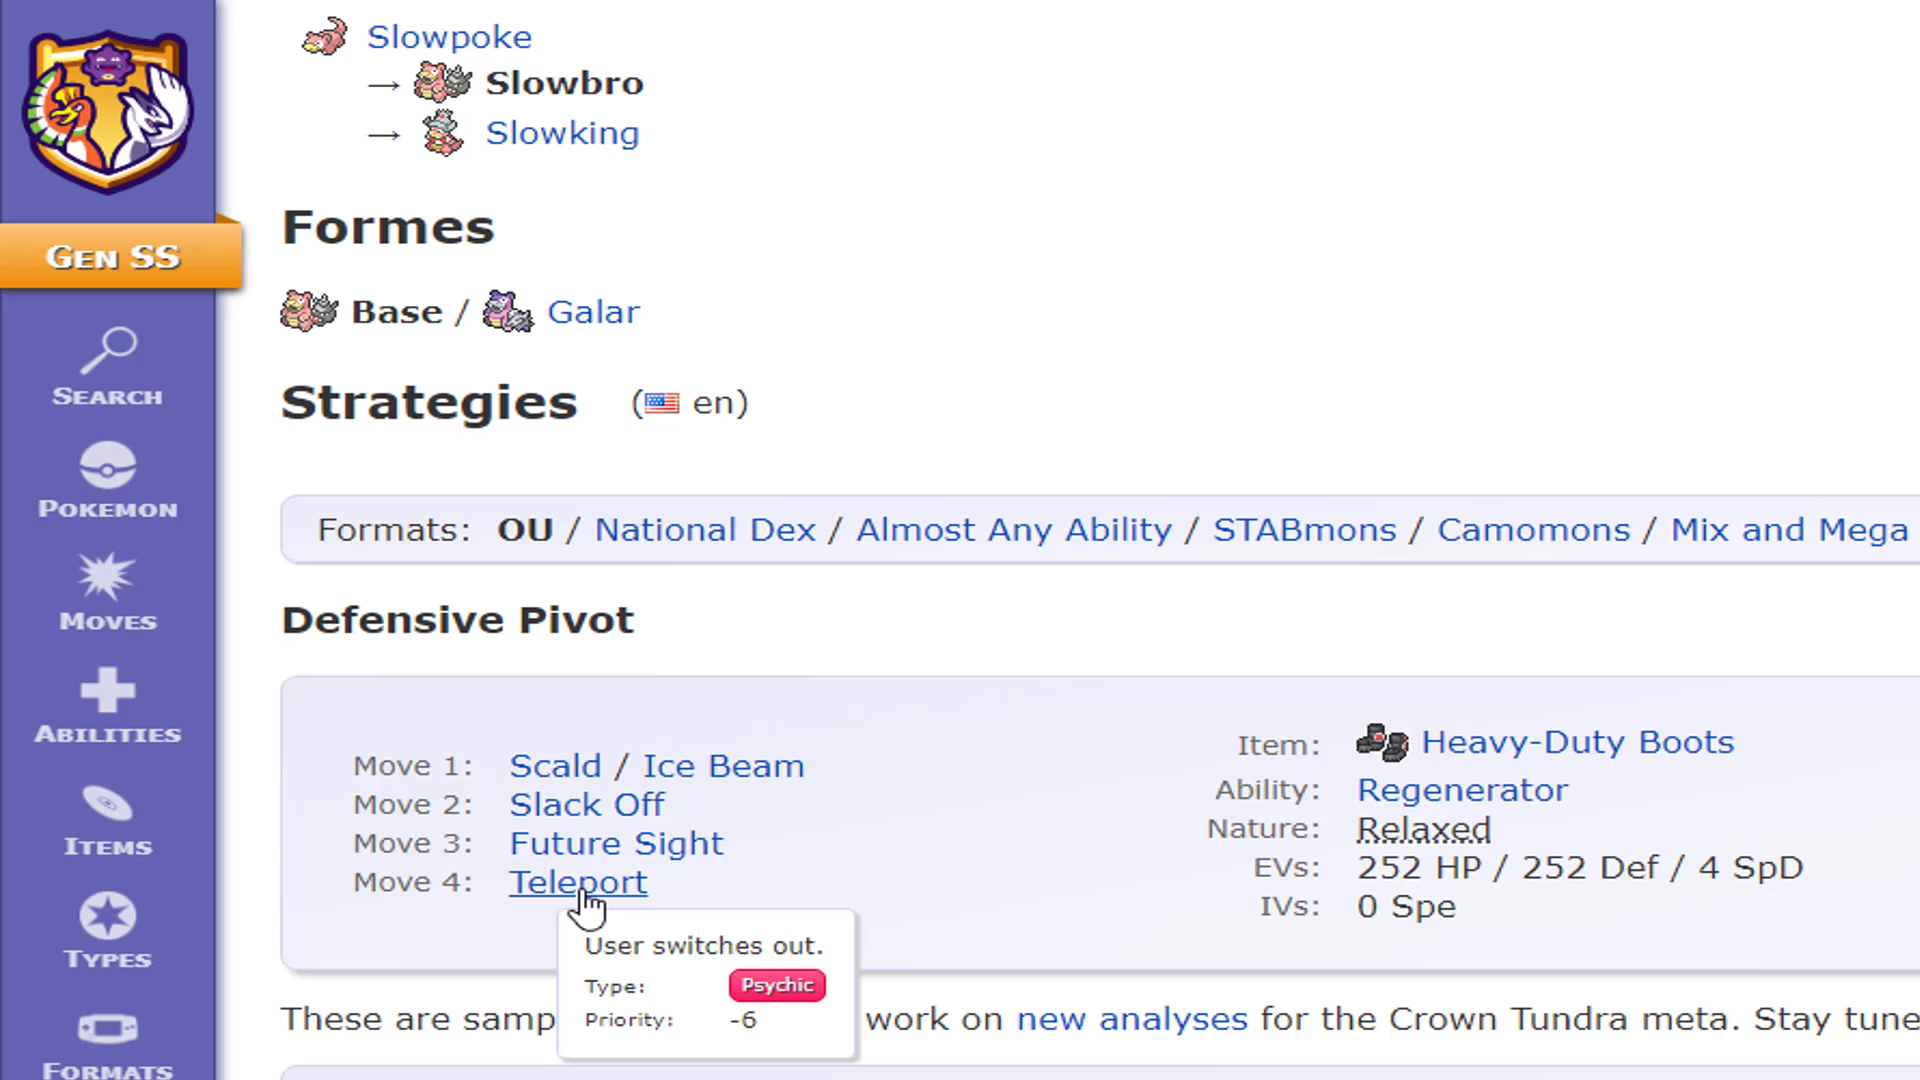 Slowpoke
→ Slowbro
→ Slowking
Formes
Base / Galar
Strategies (en)
Formats: OU / National Dex / Almost Any Ability / STABmons / Camomons / Mix and Mega
Defensive Pivot
Move 1: Scald / Ice Beam
Move 2: Slack Off
Move 3: Future Sight
Move 4: Teleport
Item: Heavy-Duty Boots
Ability: Regenerator
Nature: Relaxed
EVs: 252 HP / 252 Def / 4 SpD
IVs: 0 Spe
User switches out.
Type: Psychic
Priority: -6
These are samp work on new analyses for the Crown Tundra meta. Stay tune
GEN SS
SEARCH
POKEMON
MOVES
ABILITIES
ITEMS
TYPES
FORMATS